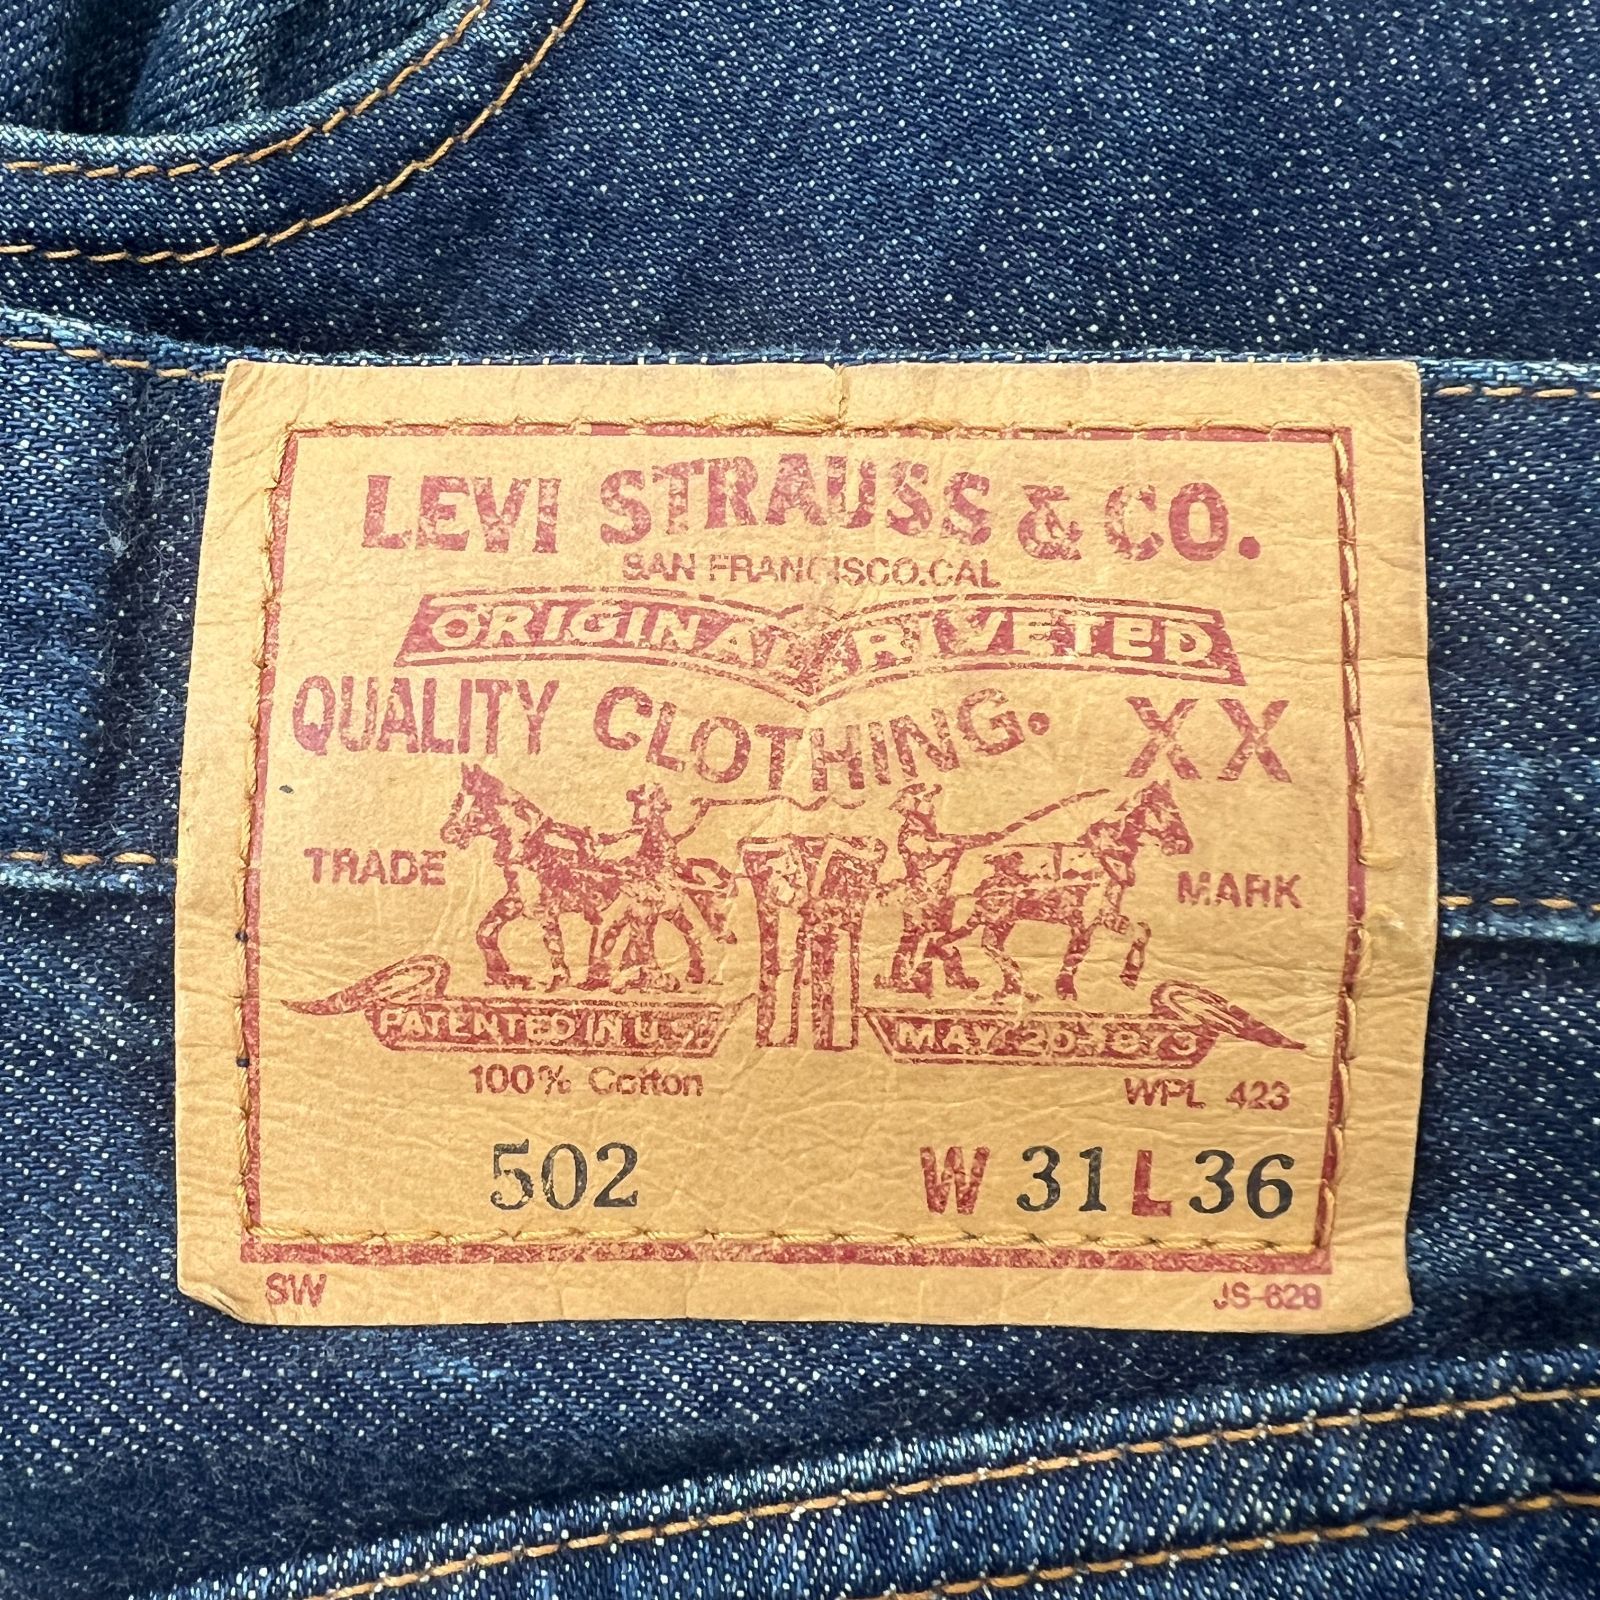 LEVI STRAUSS & CO.
SAN FRANCISCO.CAL
ORIGINAL RIVETED
QUALITY CLOTHING. XX
TRADE MARK
PATENTED IN U.S. MAY 20 1873
100% Cotton WPL 423
502 W 31 L 36
SW JS-628